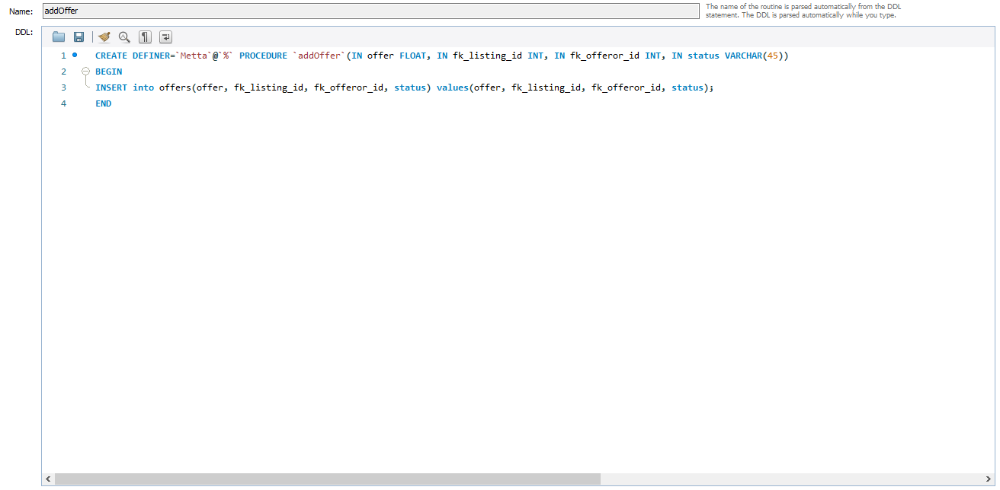 Name:
addOffer
The name of the routine is parsed automatically from the DDL
statement. The DDL is parsed automatically while you type.
DDL:
1 CREATE DEFINER=`Metta`@`%` PROCEDURE `addOffer`(IN offer FLOAT, IN fk_listing_id INT, IN fk_offeror_id INT, IN status VARCHAR(45))
2 BEGIN
3 INSERT into offers(offer, fk_listing_id, fk_offeror_id, status) values(offer, fk_listing_id, fk_offeror_id, status);
4 END